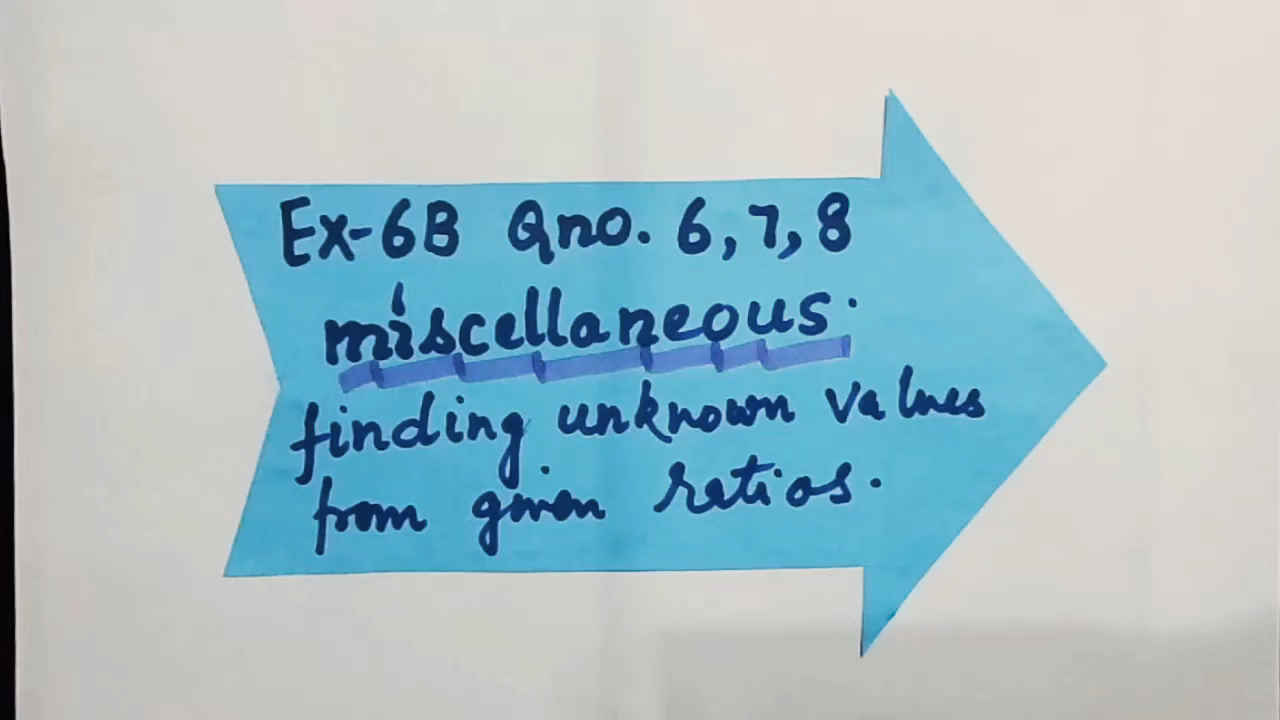 Ex-6B Qno. 6,7,8
miscellaneous.
finding unknown values
from given ratios.